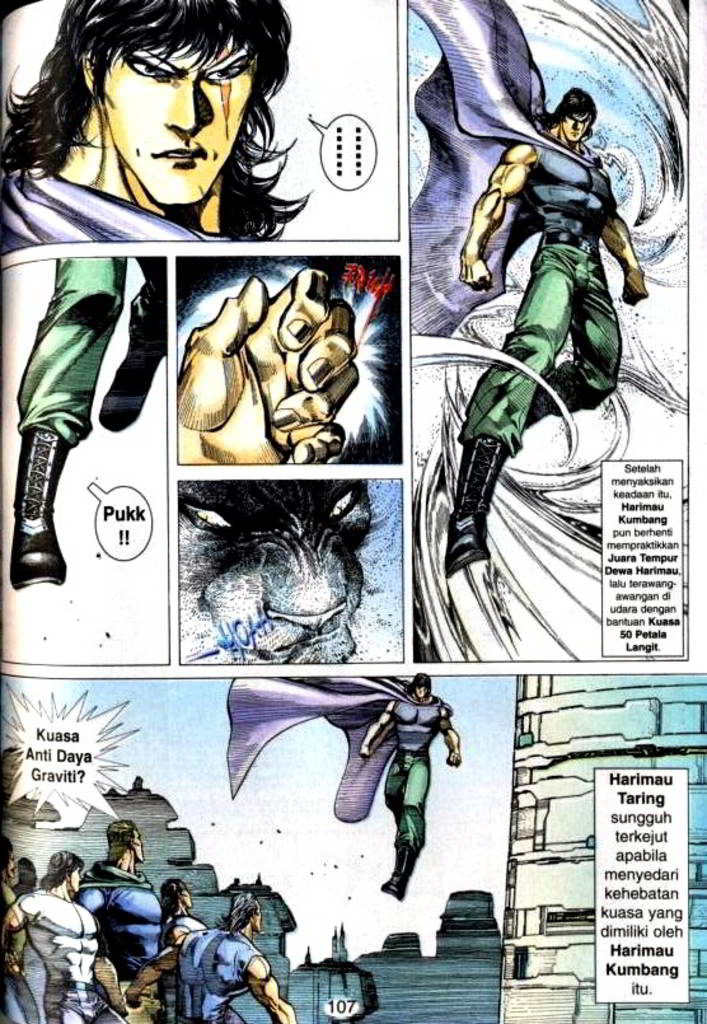 Pukk
!!
Setelah
menyaksikan
keadaan itu,
Harimau
Kumbang
pun berhenti
mempraktikkan
Juara Tempur
Dewa Harimau,
lalu terawang-
awangan di
udara dengan
bantuan Kuasa
50 Petala
Langit.
Kuasa
Anti Daya
Graviti?
Harimau
Taring
sungguh
terkejut
apabila
menyedari
kehebatan
kuasa yang
dimiliki oleh
Harimau
Kumbang
itu.
107